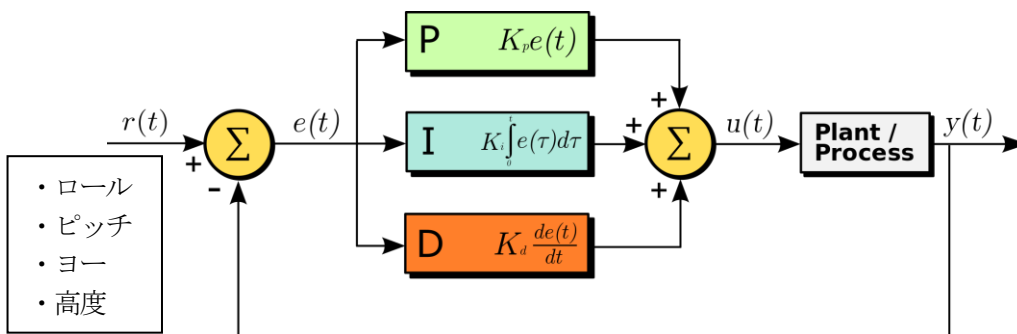 P K_p e(t)
r(t)
+
-
Σ
e(t)
I K_i ∫_0^t e(τ)dτ
+
+
+
Σ
u(t)
Plant /
Process
y(t)
D K_d de(t)/dt
・ロール
・ピッチ
・ヨー
・高度